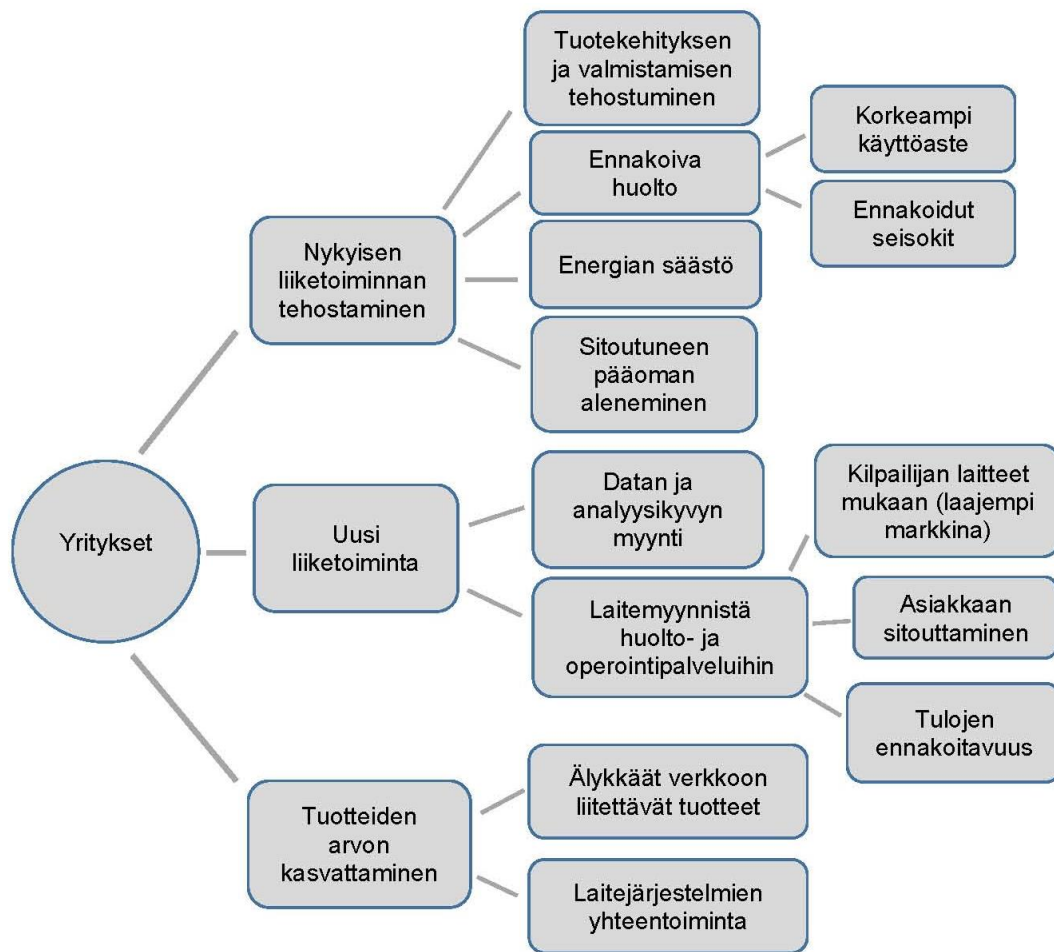 Yritykset
Nykyisen
liiketoiminnan
tehostaminen
Tuotekehityksen
ja valmistamisen
tehostuminen
Ennakoiva
huolto
Korkeampi
käyttöaste
Ennakoidut
seisokit
Energian säästö
Sitoutuneen
pääoman
aleneminen
Uusi
liiketoiminta
Datan ja
analyysikyvyn
myynti
Laitemyynnistä
huolto- ja
operointipalveluihin
Kilpailijan laitteet
mukaan (laajempi
markkina)
Asiakkaan
sitouttaminen
Tulojen
ennakoitavuus
Tuotteiden
arvon
kasvattaminen
Älykkäät verkkoon
liitettävät tuotteet
Laitejärjestelmien
yhteentoiminta